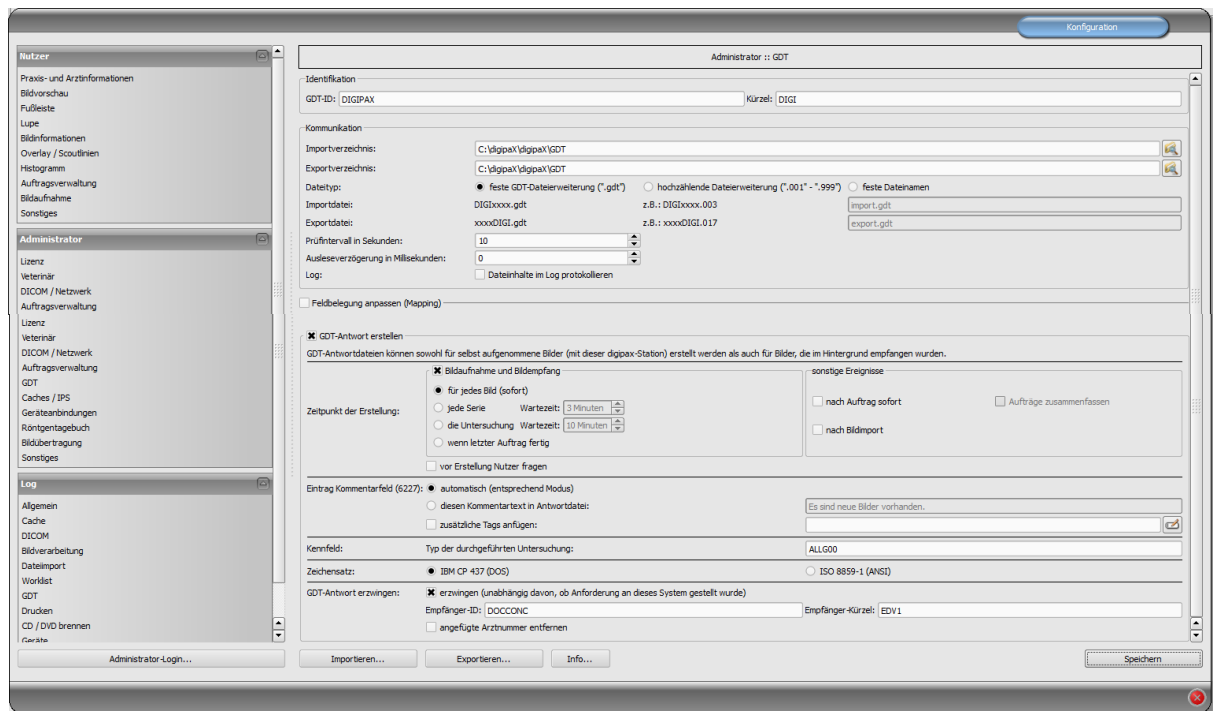 Konfiguration
Nutzer
Praxis- und Arztinformationen
Bildvorschau
Fußleiste
Lupe
Bildinformationen
Overlay / Scoutlinien
Histogramm
Auftragsverwaltung
Bildaufnahme
Sonstiges
Administrator
Lizenz
Veterinär
DICOM / Netzwerk
Auftragsverwaltung
Lizenz
Veterinär
DICOM / Netzwerk
Auftragsverwaltung
GDT
Caches / IPS
Geräteanbindungen
Röntgentagebuch
Bildübertragung
Sonstiges
Log
Allgemein
Cache
DICOM
Bildverarbeitung
Dateiimport
Worklist
GDT
Drucken
CD / DVD brennen
Geräte
Administrator-Login...
Administrator :: GDT
Identifikation
GDT-ID: DIGIPAX Kürzel: DIGI
Kommunikation
Importverzeichnis: C:\digipaX\digipaX\GDT
Exportverzeichnis: C:\digipaX\digipaX\GDT
Dateityp: feste GDT-Dateierweiterung (".gdt") hochzählende Dateierweiterung (".001" - ".999") feste Dateinamen
Importdatei: DIGIxxxx.gdt z.B.: DIGIxxxx.003 import.gdt
Exportdatei: xxxxDIGI.gdt z.B.: xxxxDIGI.017 export.gdt
Prüfintervall in Sekunden: 10
Ausleseverzögerung in Millisekunden: 0
Log: Dateiinhalte im Log protokollieren
Feldbelegung anpassen (Mapping)
GDT-Antwort erstellen
GDT-Antwortdateien können sowohl für selbst aufgenommene Bilder (mit dieser digipax-Station) erstellt werden als auch für Bilder, die im Hintergrund empfangen wurden.
Zeitpunkt der Erstellung:
Bildaufnahme und Bildempfang
für jedes Bild (sofort)
jede Serie Wartezeit: 3 Minuten
die Untersuchung Wartezeit: 10 Minuten
wenn letzter Auftrag fertig
sonstige Ereignisse
nach Auftrag sofort Aufträge zusammenfassen
nach Bildimport
vor Erstellung Nutzer fragen
Eintrag Kommentarfeld (6227): automatisch (entsprechend Modus)
diesen Kommentartext in Antwortdatei: Es sind neue Bilder vorhanden.
zusätzliche Tags anfügen:
Kennfeld: Typ der durchgeführten Untersuchung: ALLG00
Zeichensatz: IBM CP 437 (DOS) ISO 8859-1 (ANSI)
GDT-Antwort erzwingen: erzwingen (unabhängig davon, ob Anforderung an dieses System gestellt wurde)
Empfänger-ID: DOCCONC Empfänger-Kürzel: EDV1
angefügte Arztnummer entfernen
Importieren... Exportieren... Info... Speichern